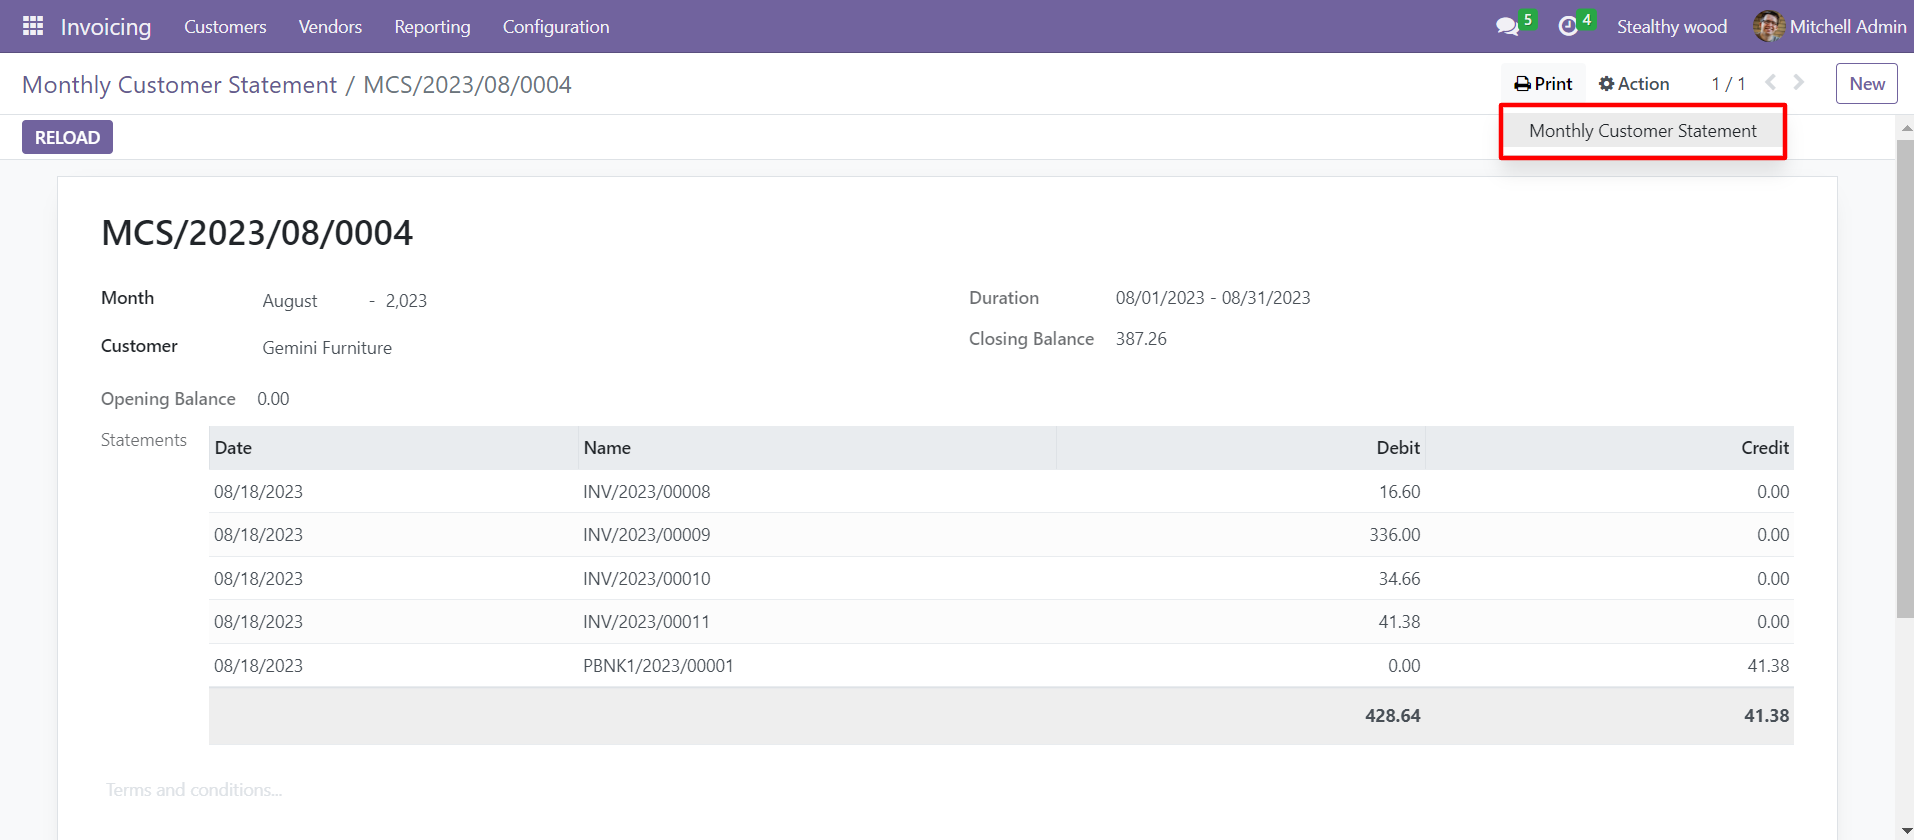 Invoicing Customers Vendors Reporting Configuration 5 4 Stealthy wood Mitchell Admin
Monthly Customer Statement / MCS/2023/08/0004 Print Action 1 / 1 New
RELOAD Monthly Customer Statement
MCS/2023/08/0004
Month August - 2,023 Duration 08/01/2023 - 08/31/2023
Customer Gemini Furniture Closing Balance 387.26
Opening Balance 0.00
Statements Date Name Debit Credit
08/18/2023 INV/2023/00008 16.60 0.00
08/18/2023 INV/2023/00009 336.00 0.00
08/18/2023 INV/2023/00010 34.66 0.00
08/18/2023 INV/2023/00011 41.38 0.00
08/18/2023 PBNK1/2023/00001 0.00 41.38
428.64 41.38
Terms and conditions...